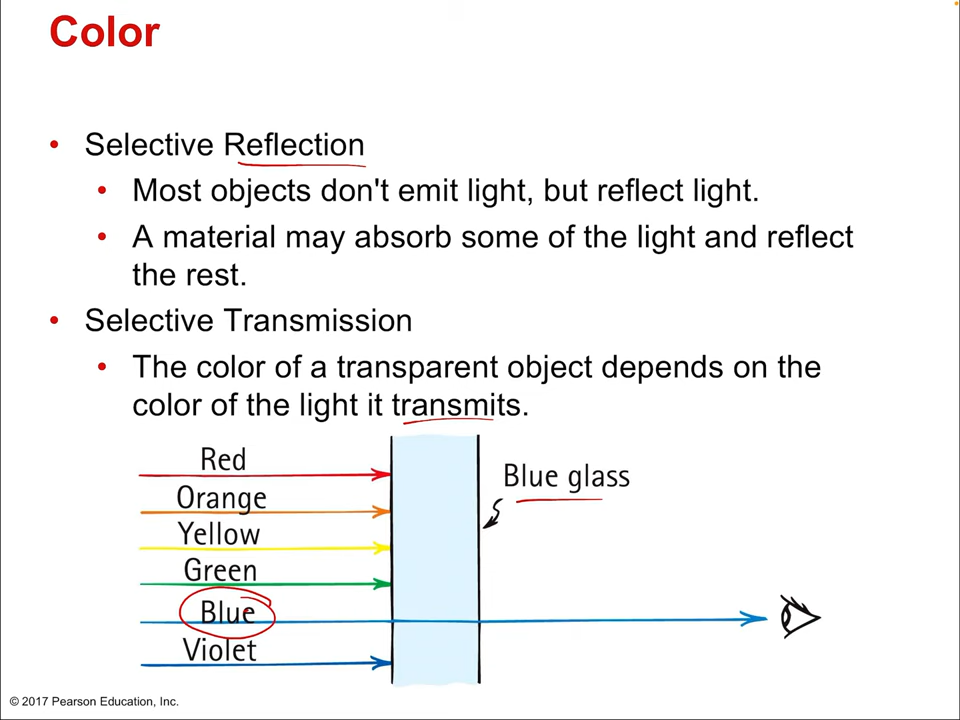 Color
• Selective Reflection
• Most objects don't emit light, but reflect light.
• A material may absorb some of the light and reflect
the rest.
• Selective Transmission
• The color of a transparent object depends on the
color of the light it transmits.
Red
Blue glass
Orange
Yellow
Green
Blue
Violet
© 2017 Pearson Education, Inc.